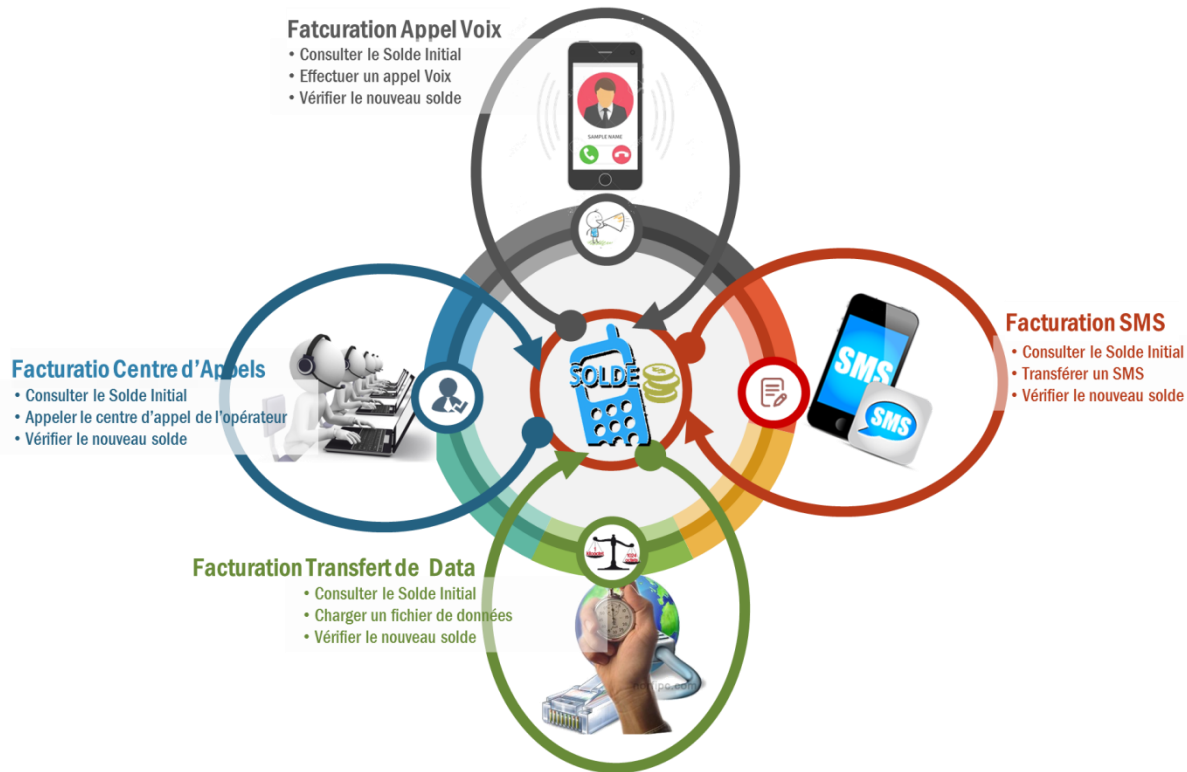 Fatcuration Appel Voix
• Consulter le Solde Initial
• Effectuer un appel Voix
• Vérifier le nouveau solde
SAMPLE NAME
Facturation SMS
• Consulter le Solde Initial
• Transférer un SMS
• Vérifier le nouveau solde
SMS
SMS
SOLDE
Facturatio Centre d'Appels
• Consulter le Solde Initial
• Appeler le centre d'appel de l'opérateur
• Vérifier le nouveau solde
Facturation Transfert de Data
• Consulter le Solde Initial
• Charger un fichier de données
• Vérifier le nouveau solde